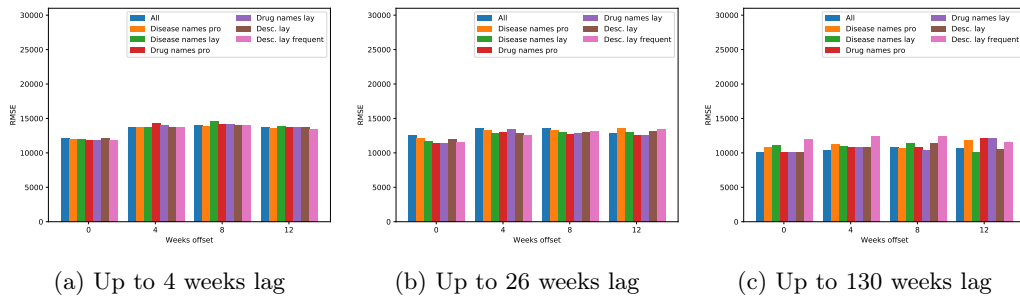 30000
25000
20000
15000
10000
5000
0
RMSE
All
Disease names pro
Disease names lay
Drug names pro
Drug names lay
Desc. lay
Desc. lay frequent
0 4 8 12
Weeks offset
(a) Up to 4 weeks lag
30000
25000
20000
15000
10000
5000
0
RMSE
All
Disease names pro
Disease names lay
Drug names pro
Drug names lay
Desc. lay
Desc. lay frequent
0 4 8 12
Weeks offset
(b) Up to 26 weeks lag
30000
25000
20000
15000
10000
5000
0
RMSE
All
Disease names pro
Disease names lay
Drug names pro
Drug names lay
Desc. lay
Desc. lay frequent
0 4 8 12
Weeks offset
(c) Up to 130 weeks lag